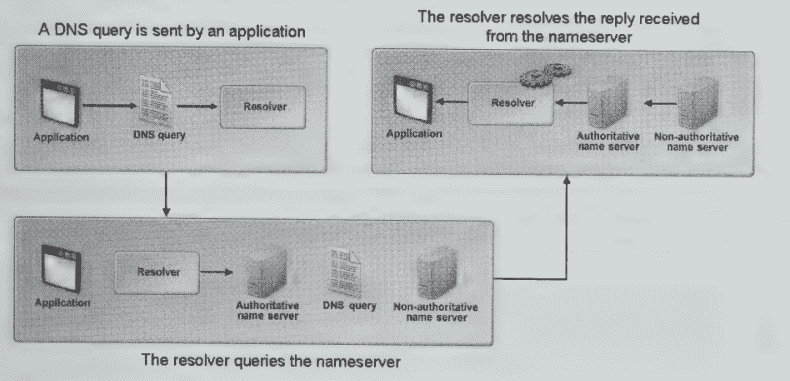 A DNS query is sent by an application
Application
DNS query
Resolver
The resolver resolves the reply received
from the nameserver
Application
Resolver
Authoritative
name server
Non-authoritative
name server
Application
Resolver
Authoritative
name server
DNS query
Non-authoritative
name server
The resolver queries the nameserver